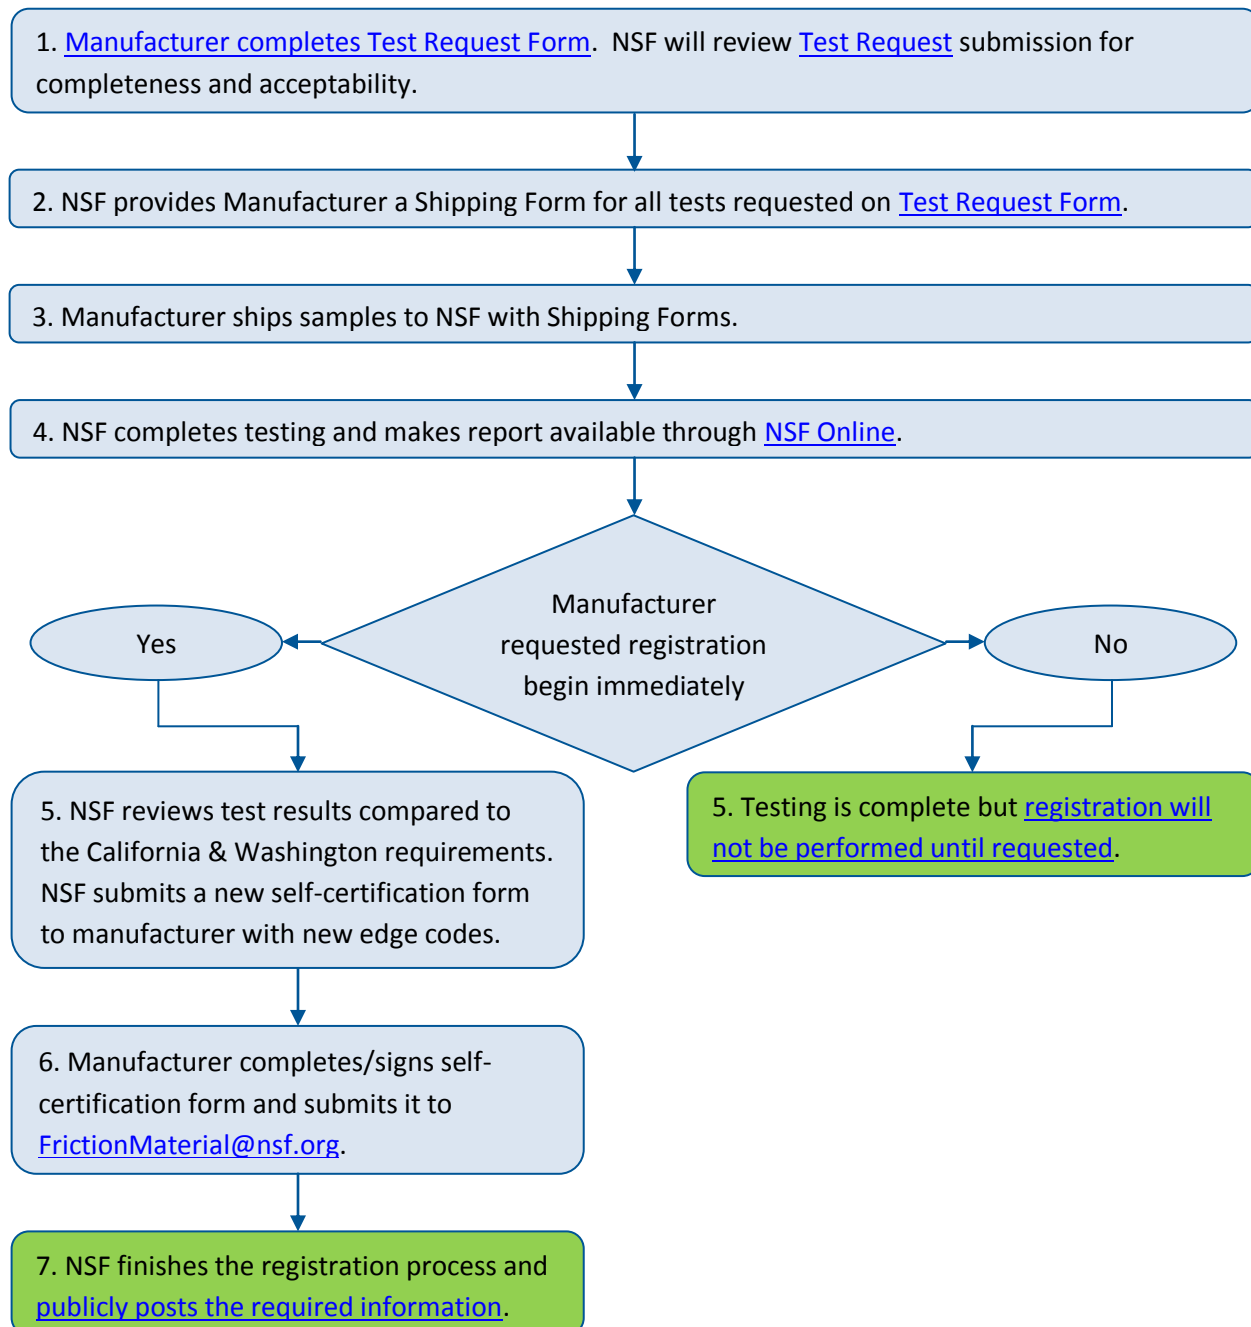 1. Manufacturer completes Test Request Form.  NSF will review Test Request submission for
completeness and acceptability.
2. NSF provides Manufacturer a Shipping Form for all tests requested on Test Request Form.
3. Manufacturer ships samples to NSF with Shipping Forms.
4. NSF completes testing and makes report available through NSF Online.
Manufacturer
requested registration
begin immediately
Yes
No
5. NSF reviews test results compared to
the California & Washington requirements.
NSF submits a new self-certification form
to manufacturer with new edge codes.
5. Testing is complete but registration will
not be performed until requested.
6. Manufacturer completes/signs self-
certification form and submits it to
FrictionMaterial@nsf.org.
7. NSF finishes the registration process and
publicly posts the required information.